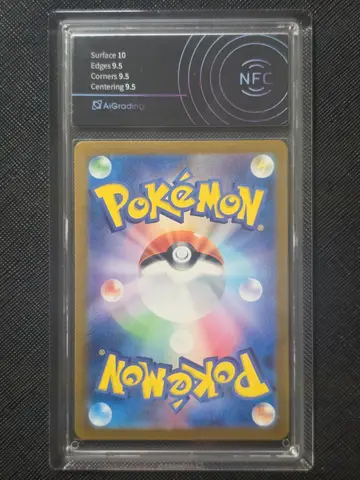 Surface 10
Edges 9.5
Corners 9.5
Centering 9.5
AiGrading
NFC
POKéMON
POKéMON